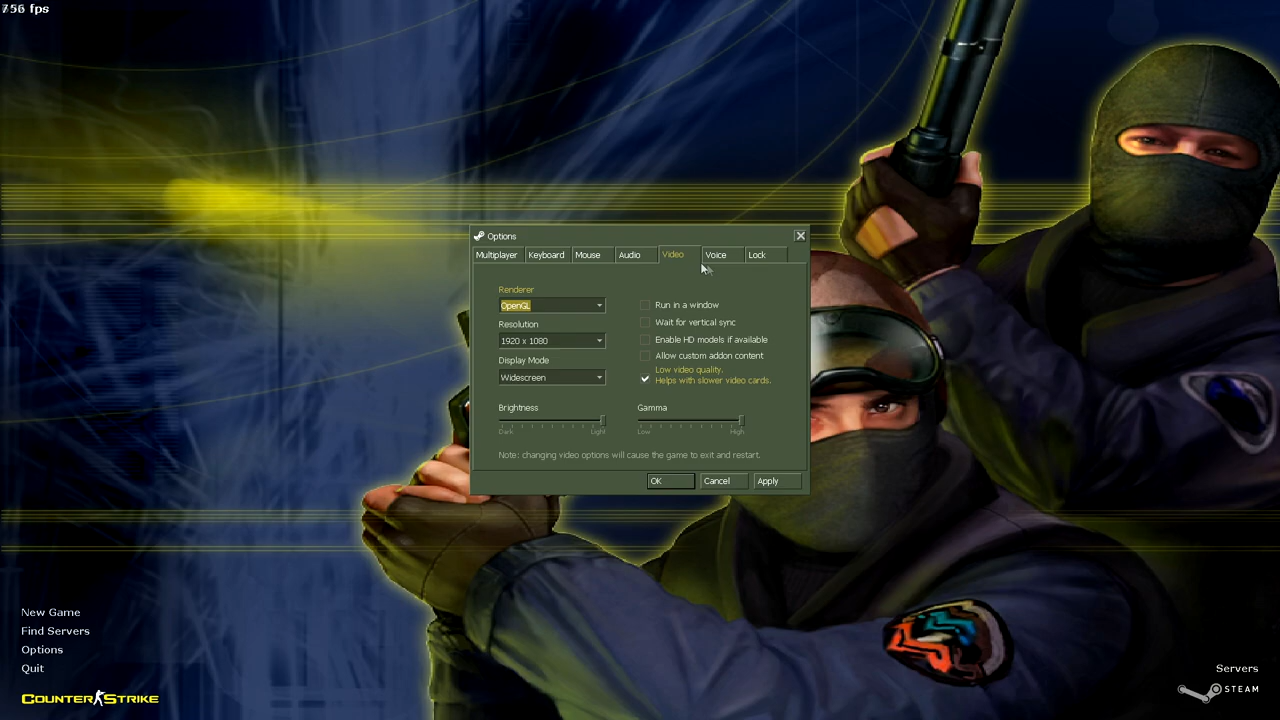 756 fps
Options
Multiplayer Keyboard Mouse Audio Video Voice Lock
Renderer
OpenGL
Resolution
1920 x 1080
Display Mode
Widescreen
Run in a window
Wait for vertical sync
Enable HD models if available
Allow custom addon content
Low video quality.
Helps with slower video cards.
Brightness
Dark Light
Gamma
Low High
Note: changing video options will cause the game to exit and restart.
OK Cancel Apply
New Game
Find Servers
Options
Quit
COUNTER STRIKE
Servers
STEAM